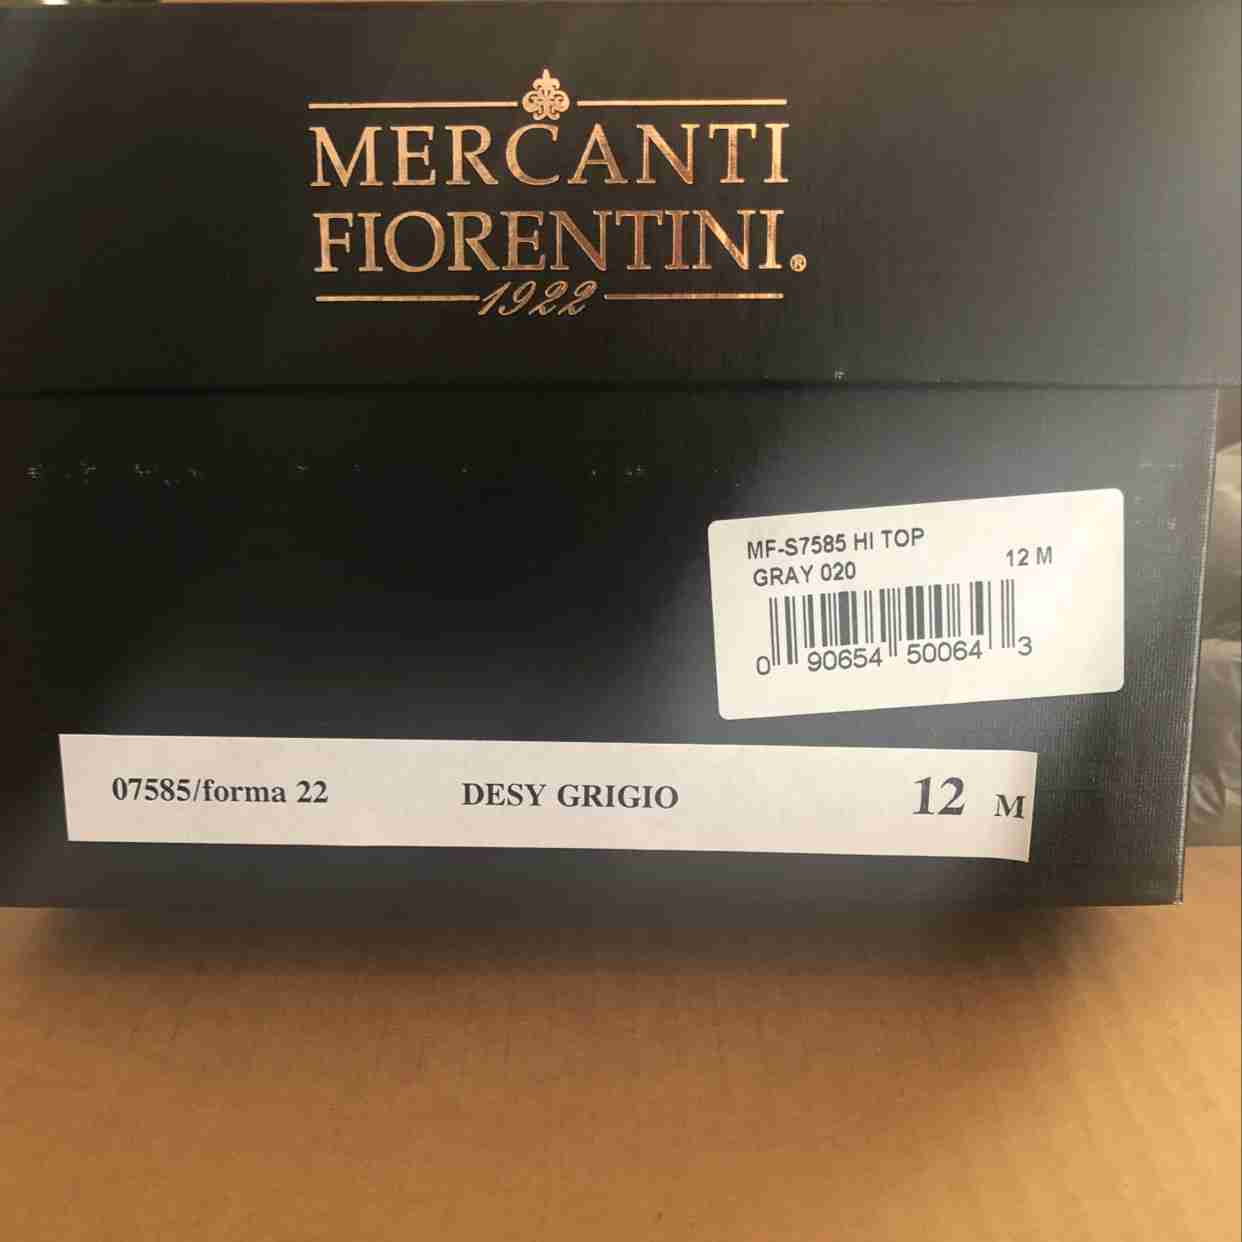 MERCANTI
FIORENTINI®
1922
MF-S7585 HI TOP
GRAY 020 12 M
0 90654 50064 3
07585/forma 22 DESY GRIGIO 12 M